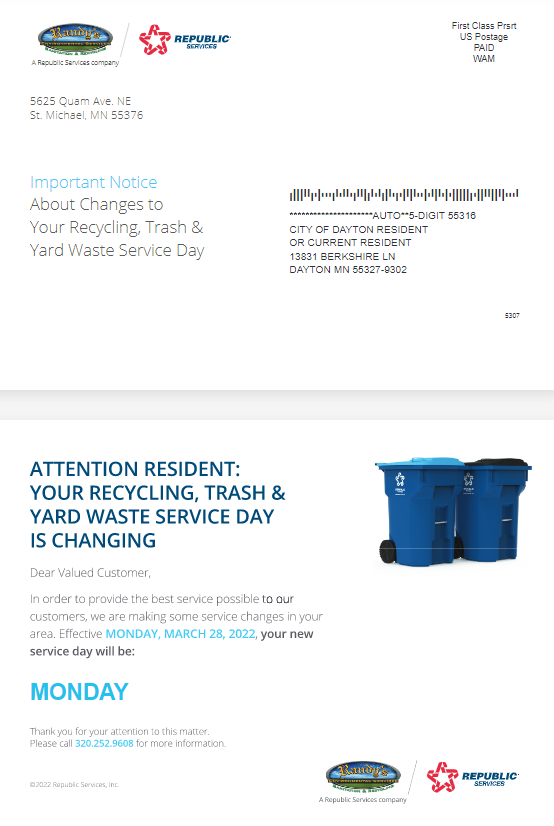 Randy's
ENVIRONMENTAL SERVICES
A Republic Services company
REPUBLIC
SERVICES
First Class Prsrt
US Postage
PAID
WAM
5625 Quam Ave. NE
St. Michael, MN 55376
Important Notice
About Changes to
Your Recycling, Trash &
Yard Waste Service Day
********************AUTO**5-DIGIT 55316
CITY OF DAYTON RESIDENT
OR CURRENT RESIDENT
13831 BERKSHIRE LN
DAYTON MN 55327-9302
5307
ATTENTION RESIDENT:
YOUR RECYCLING, TRASH &
YARD WASTE SERVICE DAY
IS CHANGING
Dear Valued Customer,
In order to provide the best service possible to our
customers, we are making some service changes in your
area. Effective MONDAY, MARCH 28, 2022, your new
service day will be:
MONDAY
Thank you for your attention to this matter.
Please call 320.252.9608 for more information.
©2022 Republic Services, Inc.
Randy's
ENVIRONMENTAL SERVICES
A Republic Services company
REPUBLIC
SERVICES